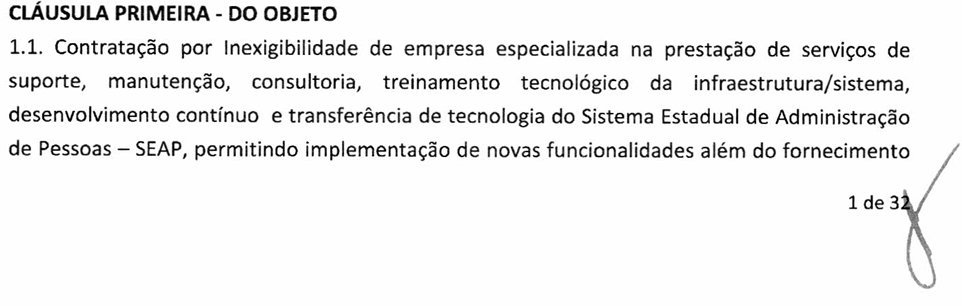 CLÁUSULA PRIMEIRA - DO OBJETO
1.1. Contratação por Inexigibilidade de empresa especializada na prestação de serviços de
suporte, manutenção, consultoria, treinamento tecnológico da infraestrutura/sistema,
desenvolvimento contínuo e transferência de tecnologia do Sistema Estadual de Administração
de Pessoas – SEAP, permitindo implementação de novas funcionalidades além do fornecimento
1 de 32